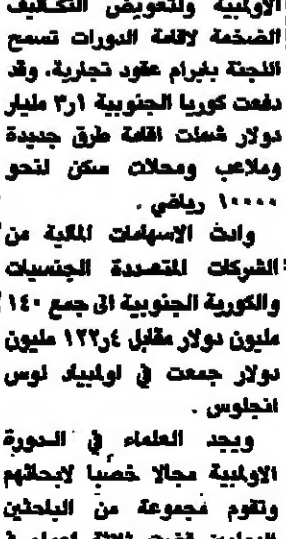 الاولمبية ولتعويض التكاليف
الضخمة لاقامة الدورات تسمح
اللجنة بابرام عقود تجارية. وقد
دفعت كوريا الجنوبية ٣ر١ مليار
دولار شملت اقامة طرق جديدة
وملاعب ومحلات سكن لنحو
١٠٠٠٠ رياضي .
وادت الاسهامات المالية من
الشركات المتعددة الجنسيات
والكورية الجنوبية الى جمع ١٤٠
مليون دولار مقابل ٤ر١٢٢ مليون
دولار جمعت في اولمبياد لوس
انجلوس .
ويجد العلماء في الدورة
الاولمبية مجالا خصبا لابحاثهم
وتقوم مجموعة من الباحثين